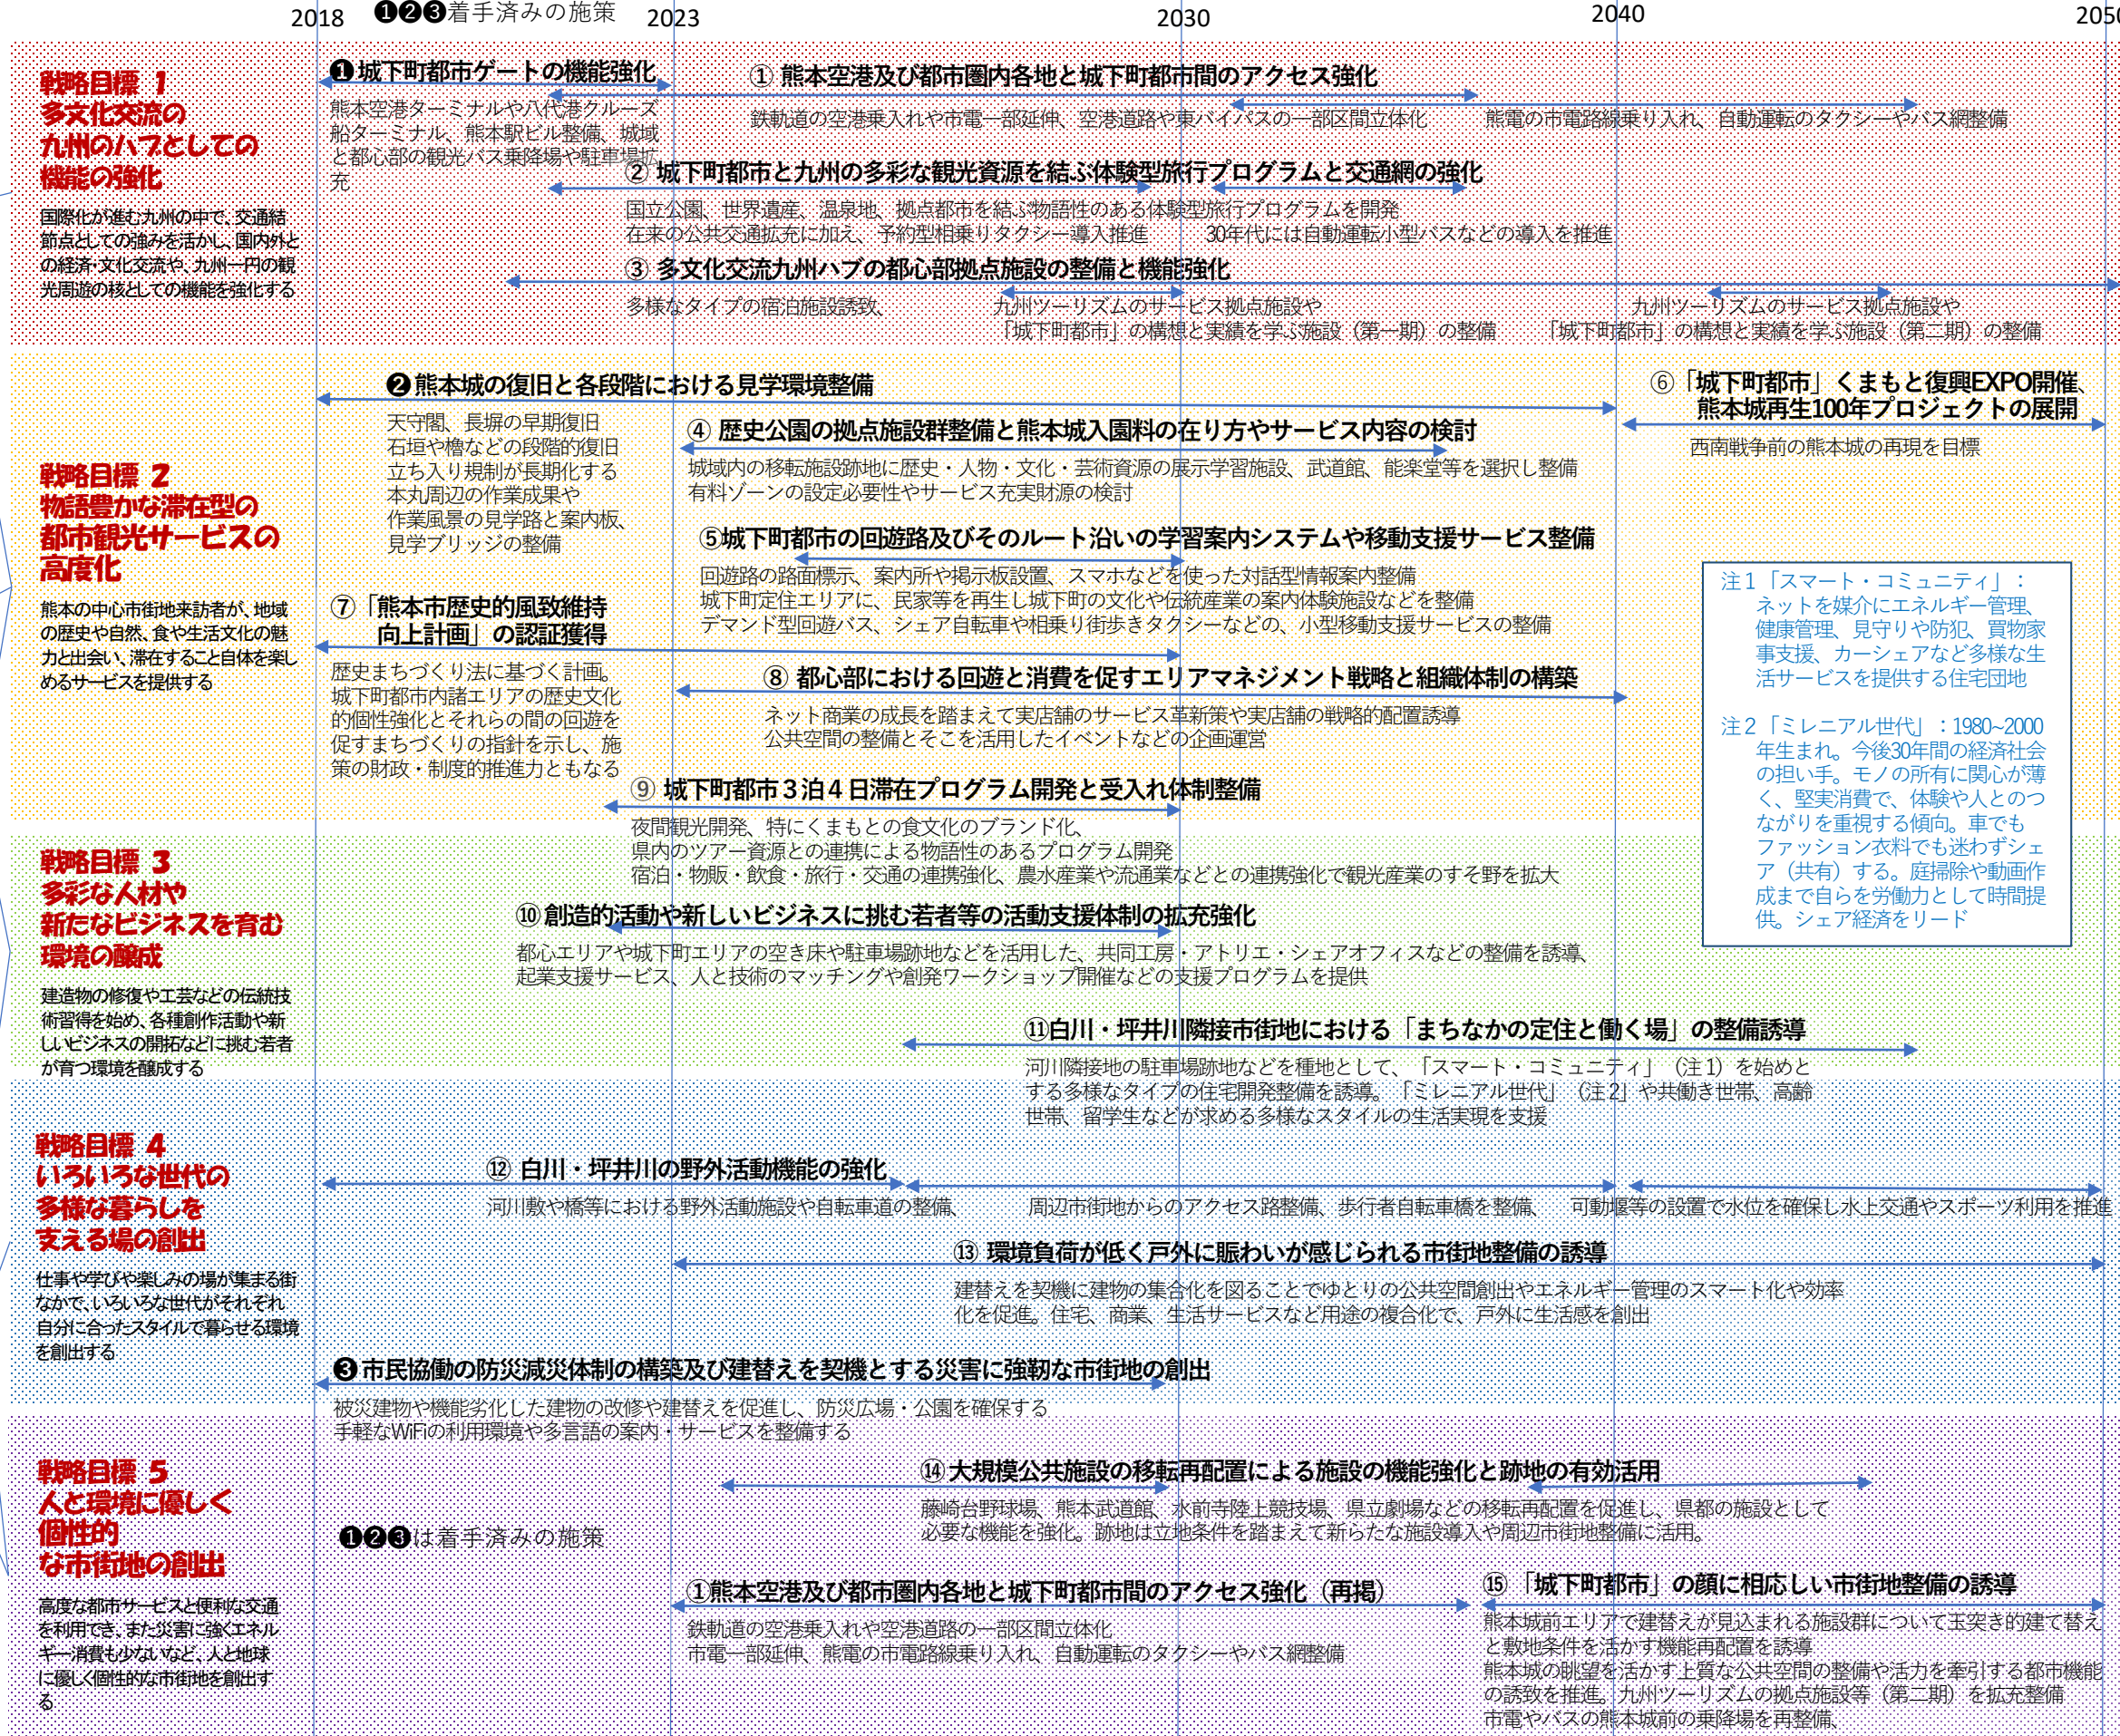 2018
❶❷❸着手済みの施策
2023
2030
2040
戦略目標 1
多文化交流の
九州のハブとしての
機能の強化
国際化が進む九州の中で、交通結
節点としての強みを活かし、国内外と
の経済・文化交流や、九州一円の観
光周遊の核としての機能を強化する
❶城下町都市ゲートの機能強化
熊本空港ターミナルや八代港クルーズ
船ターミナル、熊本駅ビル整備、城域
と都心部の観光バス乗降場や駐車場拡
充
① 熊本空港及び都市圏内各地と城下町都市間のアクセス強化
鉄軌道の空港乗入れや市電一部延伸、空港道路や東バイパスの一部区間立体化
熊電の市電路線乗り入れ、自動運転のタクシーやバス網整備
② 城下町都市と九州の多彩な観光資源を結ぶ体験型旅行プログラムと交通網の強化
国立公園、世界遺産、温泉地、拠点都市を結ぶ物語性のある体験型旅行プログラムを開発
在来の公共交通拡充に加え、予約型相乗りタクシー導入推進
30年代には自動運転小型バスなどの導入を推進
③ 多文化交流九州ハブの都心部拠点施設の整備と機能強化
多様なタイプの宿泊施設誘致、
九州ツーリズムのサービス拠点施設や
「城下町都市」の構想と実績を学ぶ施設（第一期）の整備
九州ツーリズムのサービス拠点施設や
「城下町都市」の構想と実績を学ぶ施設（第二期）の整備
戦略目標 2
物語豊かな滞在型の
都市観光サービスの
高度化
熊本の中心市街地来訪者が、地域
の歴史や自然、食や生活文化の魅
力と出会い、滞在すること自体を楽し
めるサービスを提供する
❷熊本城の復旧と各段階における見学環境整備
天守閣、長塀の早期復旧
石垣や櫓などの段階的復旧
立ち入り規制が長期化する
本丸周辺の作業成果や
作業風景の見学路と案内板、
見学ブリッジの整備
④ 歴史公園の拠点施設群整備と熊本城入園料の在り方やサービス内容の検討
城域内の移転施設跡地に歴史・人物・文化・芸術資源の展示学習施設、武道館、能楽堂等を選択し整備
有料ゾーンの設定必要性やサービス充実財源の検討
⑥「城下町都市」くまもと復興EXPO開催、
熊本城再生100年プロジェクトの展開
西南戦争前の熊本城の再現を目標
⑤城下町都市の回遊路及びそのルート沿いの学習案内システムや移動支援サービス整備
回遊路の路面標示、案内所や掲示板設置、スマホなどを使った対話型情報案内整備
城下町定住エリアに、民家等を再生し城下町の文化や伝統産業の案内体験施設などを整備
デマンド型回遊バス、シェア自転車や相乗り街歩きタクシーなどの、小型移動支援サービスの整備
⑦「熊本市歴史的風致維持
向上計画」の認証獲得
歴史まちづくり法に基づく計画。
城下町都市内諸エリアの歴史文化
的個性強化とそれらの間の回遊を
促すまちづくりの指針を示し、施
策の財政・制度的推進力ともなる
⑧ 都心部における回遊と消費を促すエリアマネジメント戦略と組織体制の構築
ネット商業の成長を踏まえて実店舗のサービス革新策や実店舗の戦略的配置誘導
公共空間の整備とそこを活用したイベントなどの企画運営
⑨ 城下町都市３泊４日滞在プログラム開発と受入れ体制整備
夜間観光開発、特にくまもとの食文化のブランド化、
県内のツアー資源との連携による物語性のあるプログラム開発
宿泊・物販・飲食・旅行・交通の連携強化、農水産業や流通業などとの連携強化で観光産業のすそ野を拡大
注１「スマート・コミュニティ」：
ネットを媒介にエネルギー管理、
健康管理、見守りや防犯、買物家
事支援、カーシェアなど多様な生
活サービスを提供する住宅団地
注２「ミレニアル世代」：1980~2000
年生まれ。今後30年間の経済社会
の担い手。モノの所有に関心が薄
く、堅実消費で、体験や人とのつ
ながりを重視する傾向。車でも
ファッション衣料でも迷わずシェ
ア（共有）する。庭掃除や動画作
成まで自らを労働力として時間提
供。シェア経済をリード
戦略目標 3
多彩な人材や
新たなビジネスを育む
環境の醸成
建造物の修復や工芸などの伝統技
術習得を始め、各種創作活動や新
しいビジネスの開拓などに挑む若者
が育つ環境を醸成する
⑩創造的活動や新しいビジネスに挑む若者等の活動支援体制の拡充強化
都心エリアや城下町エリアの空き床や駐車場跡地などを活用した、共同工房・アトリエ・シェアオフィスなどの整備を誘導、
起業支援サービス、人と技術のマッチングや創発ワークショップ開催などの支援プログラムを提供
⑪白川・坪井川隣接市街地における「まちなかの定住と働く場」の整備誘導
河川隣接地の駐車場跡地などを種地として、「スマート・コミュニティ」（注１）を始めと
する多様なタイプの住宅開発整備を誘導。「ミレニアル世代」（注２」や共働き世帯、高齢
世帯、留学生などが求める多様なスタイルの生活実現を支援
戦略目標 4
いろいろな世代の
多様な暮らしを
支える場の創出
仕事や学びや楽しみの場が集まる街
なかで、いろいろな世代がそれぞれ
自分に合ったスタイルで暮らせる環境
を創出する
⑫ 白川・坪井川の野外活動機能の強化
河川敷や橋等における野外活動施設や自転車道の整備、
周辺市街地からのアクセス路整備、歩行者自転車橋を整備、
可動堰等の設置で水位を確保し水上交通やスポーツ利用を推進
⑬ 環境負荷が低く戸外に賑わいが感じられる市街地整備の誘導
建替えを契機に建物の集合化を図ることでゆとりの公共空間創出やエネルギー管理のスマート化や効率
化を促進。住宅、商業、生活サービスなど用途の複合化で、戸外に生活感を創出
❸市民協働の防災減災体制の構築及び建替えを契機とする災害に強靭な市街地の創出
被災建物や機能劣化した建物の改修や建替えを促進し、防災広場・公園を確保する
手軽なWiFiの利用環境や多言語の案内・サービスを整備する
戦略目標 5
人と環境に優しく
個性的
な市街地の創出
高度な都市サービスと便利な交通
を利用でき、また災害に強くエネル
ギー消費も少ないなど、人と地球
に優しく個性的な市街地を創出す
る
❶❷❸は着手済みの施策
⑭大規模公共施設の移転再配置による施設の機能強化と跡地の有効活用
藤崎台野球場、熊本武道館、水前寺陸上競技場、県立劇場などの移転再配置を促進し、県都の施設として
必要な機能を強化。跡地は立地条件を踏まえて新らたな施設導入や周辺市街地整備に活用。
①熊本空港及び都市圏内各地と城下町都市間のアクセス強化（再掲）
鉄軌道の空港乗入れや空港道路の一部区間立体化
市電一部延伸、熊電の市電路線乗り入れ、自動運転のタクシーやバス網整備
⑮「城下町都市」の顔に相応しい市街地整備の誘導
熊本城前エリアで建替えが見込まれる施設群について玉突き的建て替え
と敷地条件を活かす機能再配置を誘導
熊本城の眺望を活かす上質な公共空間の整備や活力を牽引する都市機能
の誘致を推進。九州ツーリズムの拠点施設等（第二期）を拡充整備
市電やバスの熊本城前の乗降場を再整備、